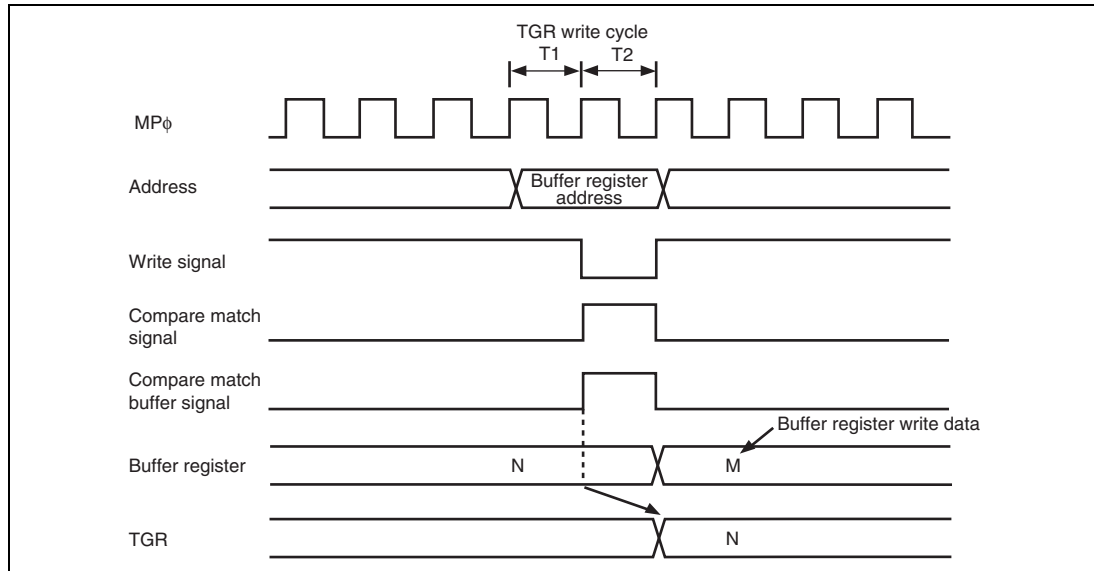 TGR write cycle
T1 T2
MPφ
Address
Buffer register
address
Write signal
Compare match
signal
Compare match
buffer signal
Buffer register write data
Buffer register
N
M
TGR
N